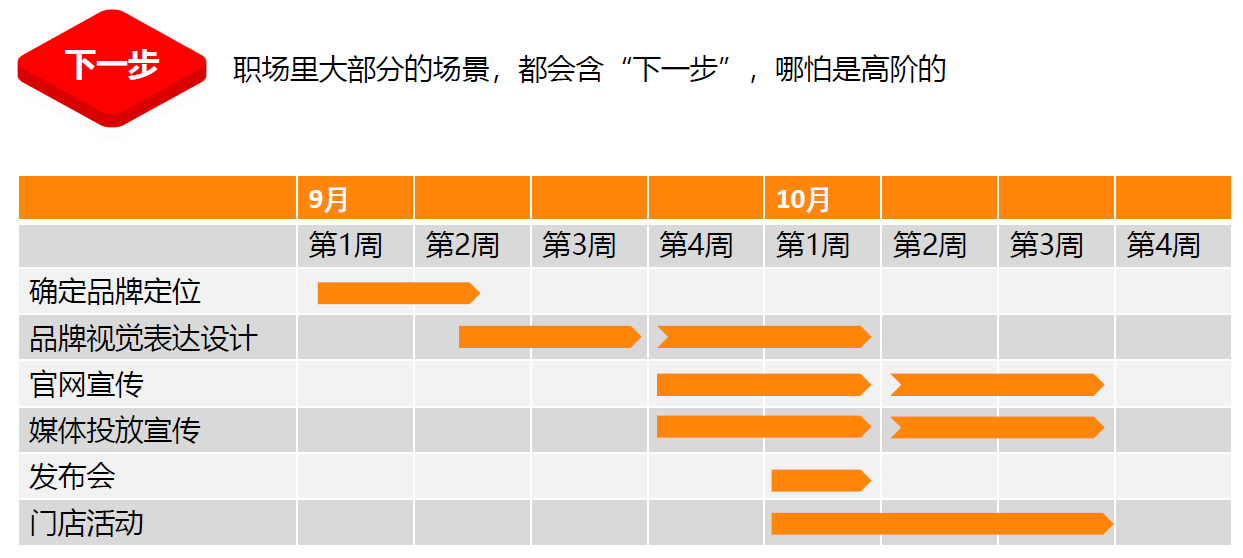 下一步
职场里大部分的场景，都会含“下一步”，哪怕是高阶的
9月 10月
第1周 第2周 第3周 第4周 第1周 第2周 第3周 第4周
确定品牌定位
品牌视觉表达设计
官网宣传
媒体投放宣传
发布会
门店活动